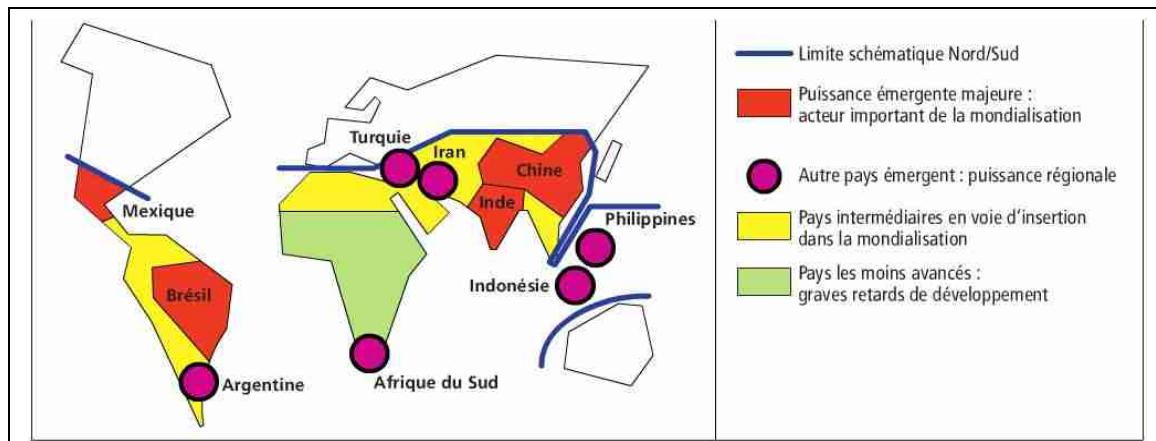 Turquie
Iran
Chine
Mexique
Inde
Philippines
Brésil
Indonésie
Argentine
Afrique du Sud
Limite schématique Nord/Sud
Puissance émergente majeure :
acteur important de la mondialisation
Autre pays émergent : puissance régionale
Pays intermédiaires en voie d'insertion
dans la mondialisation
Pays les moins avancés :
graves retards de développement